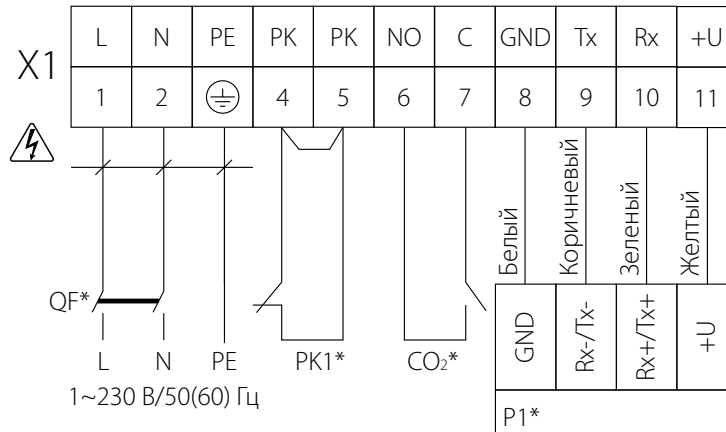 L N PE PK PK NO C GND Tx Rx +U
X1
1 2 4 5 6 7 8 9 10 11
Белый
Коричневый
Зеленый
Желтый
QF*
GND
Rx-/Tx-
Rx+/Tx+
+U
L N PE PK1* CO₂*
1~230 В/50(60) Гц
P1*